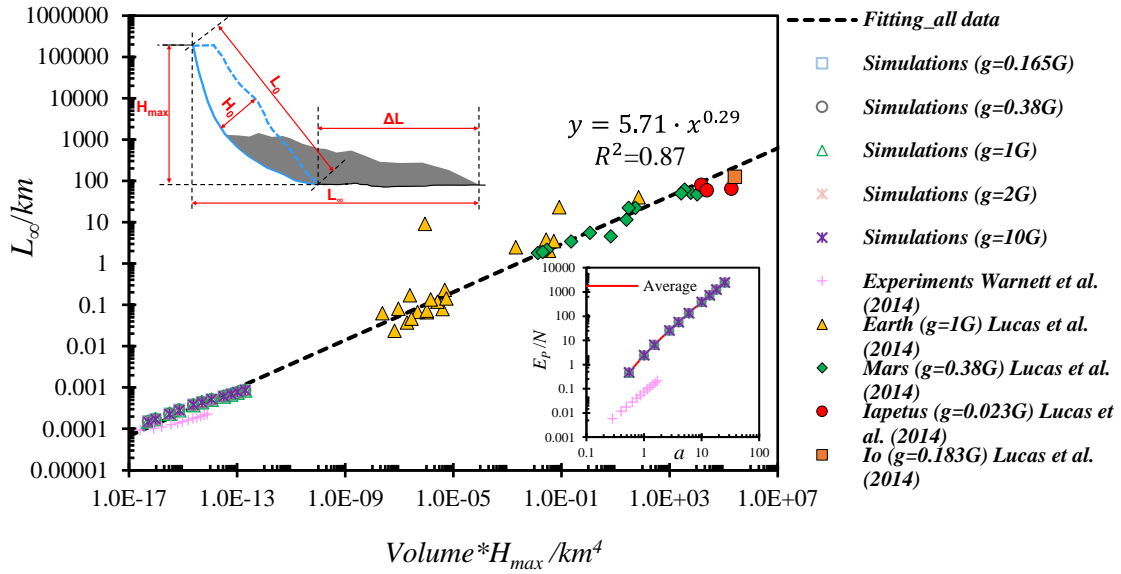 1000000
100000
10000
1000
100
10
1
0.1
0.01
0.001
0.0001
0.00001
L∞/km
1.0E-17
1.0E-13
1.0E-09
1.0E-05
1.0E-01
1.0E+03
1.0E+07
Volume*Hmax /km⁴
Hmax
H0
L0
ΔL
L∞
y = 5.71 · x^0.29
R²=0.87
10000
1000
100
10
1
0.1
0.01
0.001
EP/N
0.1
1
10
100
a
Average
Fitting_all data
Simulations (g=0.165G)
Simulations (g=0.38G)
Simulations (g=1G)
Simulations (g=2G)
Simulations (g=10G)
Experiments Warnett et al.
(2014)
Earth (g=1G) Lucas et al.
(2014)
Mars (g=0.38G) Lucas et al.
(2014)
Iapetus (g=0.023G) Lucas et
al. (2014)
Io (g=0.183G) Lucas et al.
(2014)